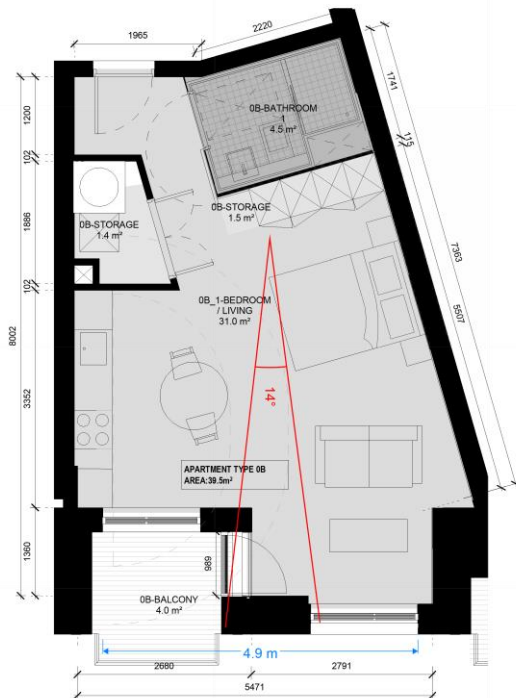 2220
1965
1741
115
0B-BATHROOM
1
4.5 m²
1200
102
0B-STORAGE
1.5 m²
0B-STORAGE
1.4 m²
1886
7363
5507
102
0B_1-BEDROOM
/ LIVING
31.0 m²
8002
3352
14°
APARTMENT TYPE 0B
AREA:39.5m²
1360
989
0B-BALCONY
4.0 m²
4.9 m
2680
2791
5471